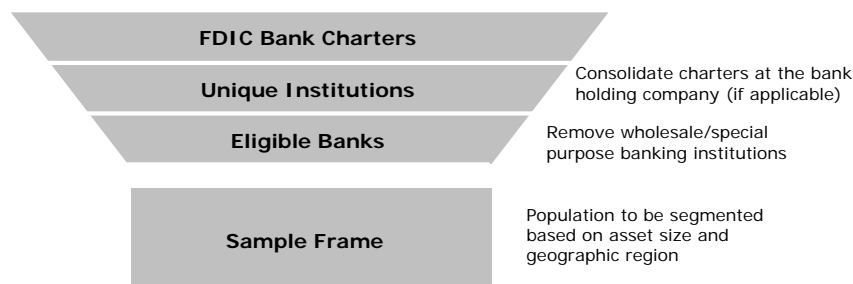 FDIC Bank Charters
Unique Institutions
Consolidate charters at the bank
holding company (if applicable)
Eligible Banks
Remove wholesale/special
purpose banking institutions
Sample Frame
Population to be segmented
based on asset size and
geographic region